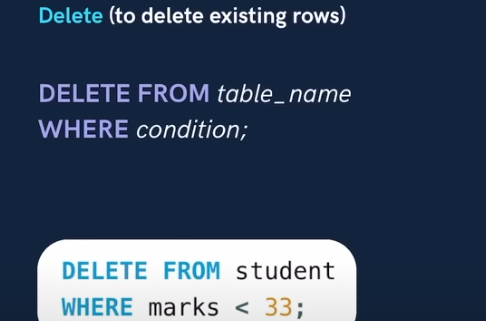 Delete (to delete existing rows)
DELETE FROM table_name
WHERE condition;
DELETE FROM student
WHERE marks < 33;